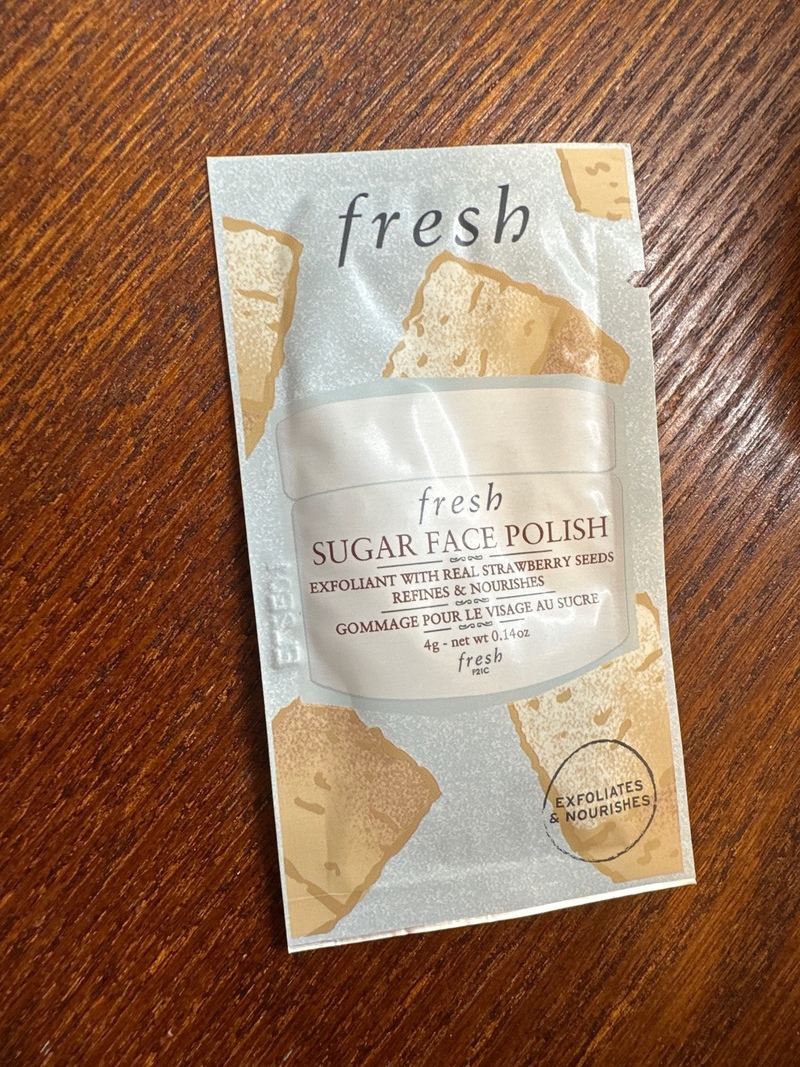 fresh
fresh
SUGAR FACE POLISH
EXFOLIANT WITH REAL STRAWBERRY SEEDS
REFINES & NOURISHES
GOMMAGE POUR LE VISAGE AU SUCRE
4g - net wt 0.14oz
fresh
F21C
EXFOLIATES
& NOURISHES